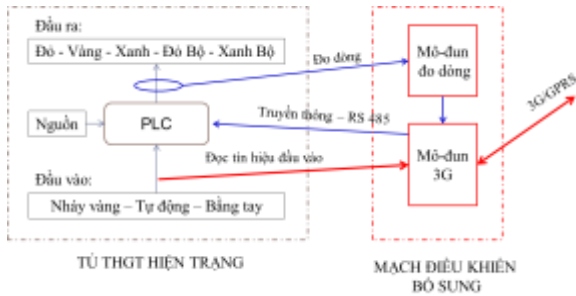 Đầu ra:
Đỏ - Vàng - Xanh - Đỏ Bộ - Xanh Bộ
Đo dòng
Mô-đun
đo dòng
3G/GPRS
Nguồn
PLC
Truyền thông – RS 485
Mô-đun
3G
Đọc tín hiệu đầu vào
Đầu vào:
Nháy vàng – Tự động – Bằng tay
TỦ THGT HIỆN TRẠNG
MẠCH ĐIỀU KHIỂN
BỔ SUNG